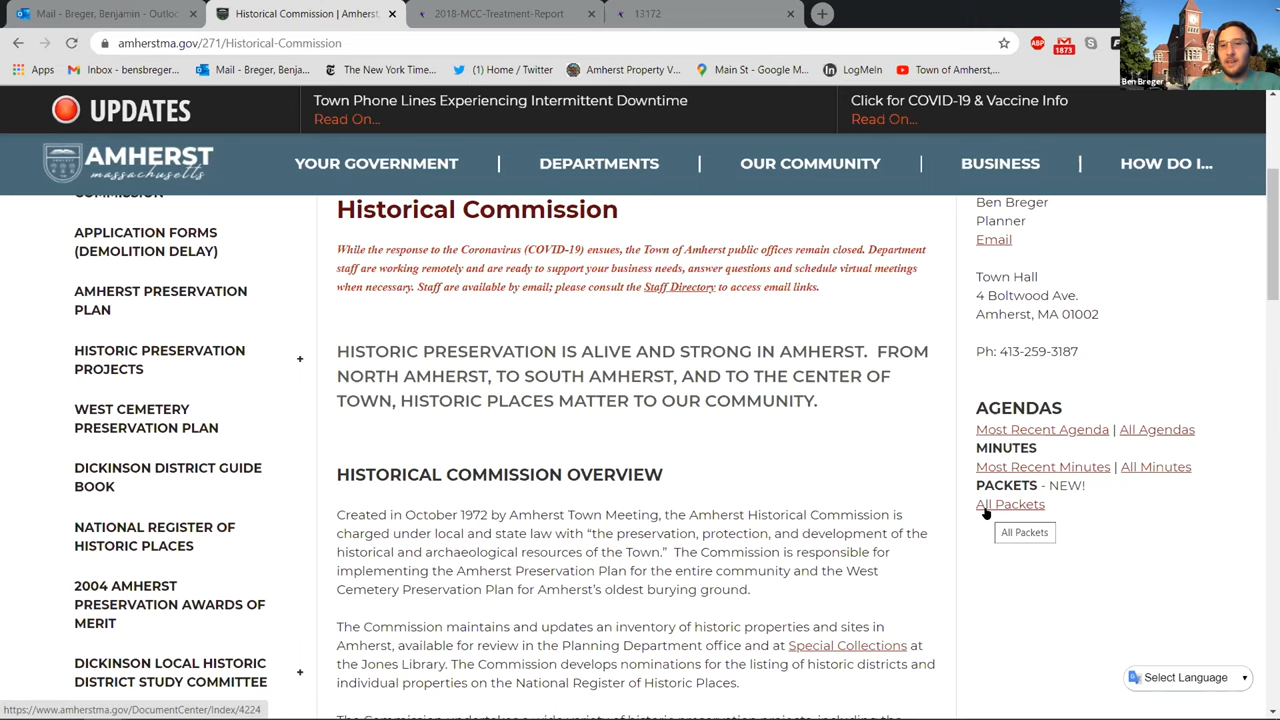 Mail - Breger, Benjamin - Outloc
Historical Commission | Amherst,
2018-MCC-Treatment-Report
13172
amherstma.gov/271/Historical-Commission
ABP
1873
Apps
Inbox - bensbreger...
Mail - Breger, Benja...
The New York Time...
(1) Home / Twitter
Amherst Property V...
Main St - Google M...
LogMeIn
Town of Amherst,...
Ben Breger
UPDATES
Town Phone Lines Experiencing Intermittent Downtime
Read On...
Click for COVID-19 & Vaccine Info
Read On...
AMHERST
massachusetts
YOUR GOVERNMENT | DEPARTMENTS | OUR COMMUNITY | BUSINESS | HOW DO I...
COMMISSION
APPLICATION FORMS
(DEMOLITION DELAY)
AMHERST PRESERVATION
PLAN
HISTORIC PRESERVATION
PROJECTS
+
WEST CEMETERY
PRESERVATION PLAN
DICKINSON DISTRICT GUIDE
BOOK
NATIONAL REGISTER OF
HISTORIC PLACES
2004 AMHERST
PRESERVATION AWARDS OF
MERIT
DICKINSON LOCAL HISTORIC
DISTRICT STUDY COMMITTEE
+
Historical Commission
While the response to the Coronavirus (COVID-19) ensues, the Town of Amherst public offices remain closed. Department
staff are working remotely and are ready to support your business needs, answer questions and schedule virtual meetings
when necessary. Staff are available by email; please consult the Staff Directory to access email links.
HISTORIC PRESERVATION IS ALIVE AND STRONG IN AMHERST. FROM
NORTH AMHERST, TO SOUTH AMHERST, AND TO THE CENTER OF
TOWN, HISTORIC PLACES MATTER TO OUR COMMUNITY.
HISTORICAL COMMISSION OVERVIEW
Created in October 1972 by Amherst Town Meeting, the Amherst Historical Commission is
charged under local and state law with “the preservation, protection, and development of the
historical and archaeological resources of the Town.” The Commission is responsible for
implementing the Amherst Preservation Plan for the entire community and the West
Cemetery Preservation Plan for Amherst’s oldest burying ground.
The Commission maintains and updates an inventory of historic properties and sites in
Amherst, available for review in the Planning Department office and at Special Collections at
the Jones Library. The Commission develops nominations for the listing of historic districts and
individual properties on the National Register of Historic Places.
Ben Breger
Planner
Email
Town Hall
4 Boltwood Ave.
Amherst, MA 01002
Ph: 413-259-3187
AGENDAS
Most Recent Agenda | All Agendas
MINUTES
Most Recent Minutes | All Minutes
PACKETS - NEW!
All Packets
All Packets
Select Language
https://www.amherstma.gov/DocumentCenter/Index/4224